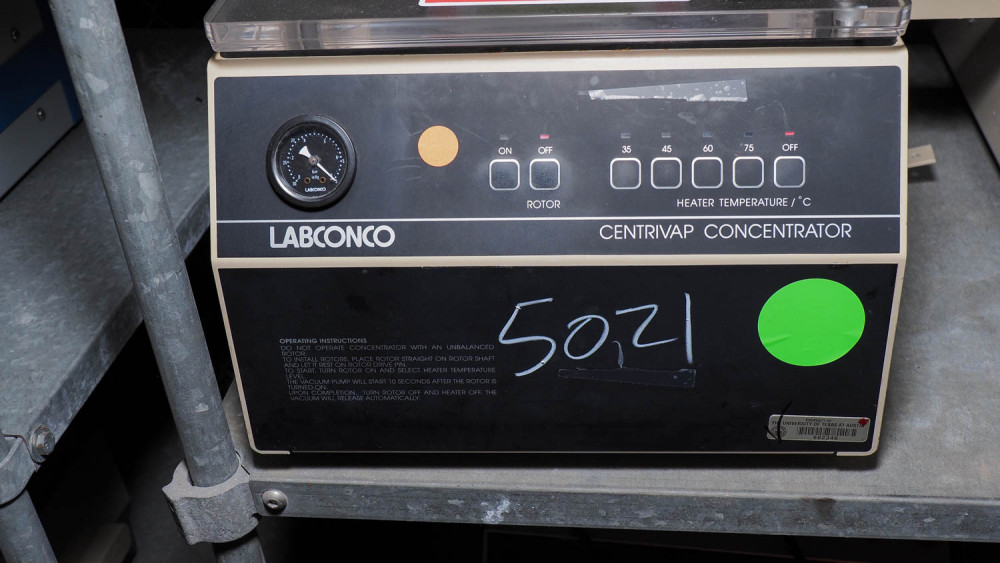 LABCONCO
ON OFF
ROTOR
35 45 60 75 OFF
HEATER TEMPERATURE / °C
LABCONCO
CENTRIVAP CONCENTRATOR
50,21
OPERATING INSTRUCTIONS
DO NOT OPERATE CONCENTRATOR WITH AN UNBALANCED
ROTOR.
TO INSTALL ROTORS, PLACE ROTOR STRAIGHT ON ROTOR SHAFT
AND LET IT REST ON ROTOR DRIVE PIN.
TO START, TURN ROTOR ON AND SELECT HEATER TEMPERATURE
LEVEL.
THE VACUUM PUMP WILL START 10 SECONDS AFTER THE ROTOR IS
TURNED ON.
UPON COMPLETION, TURN ROTOR OFF AND HEATER OFF. THE
VACUUM WILL RELEASE AUTOMATICALLY.
THE UNIVERSITY OF TEXAS AT AUSTIN